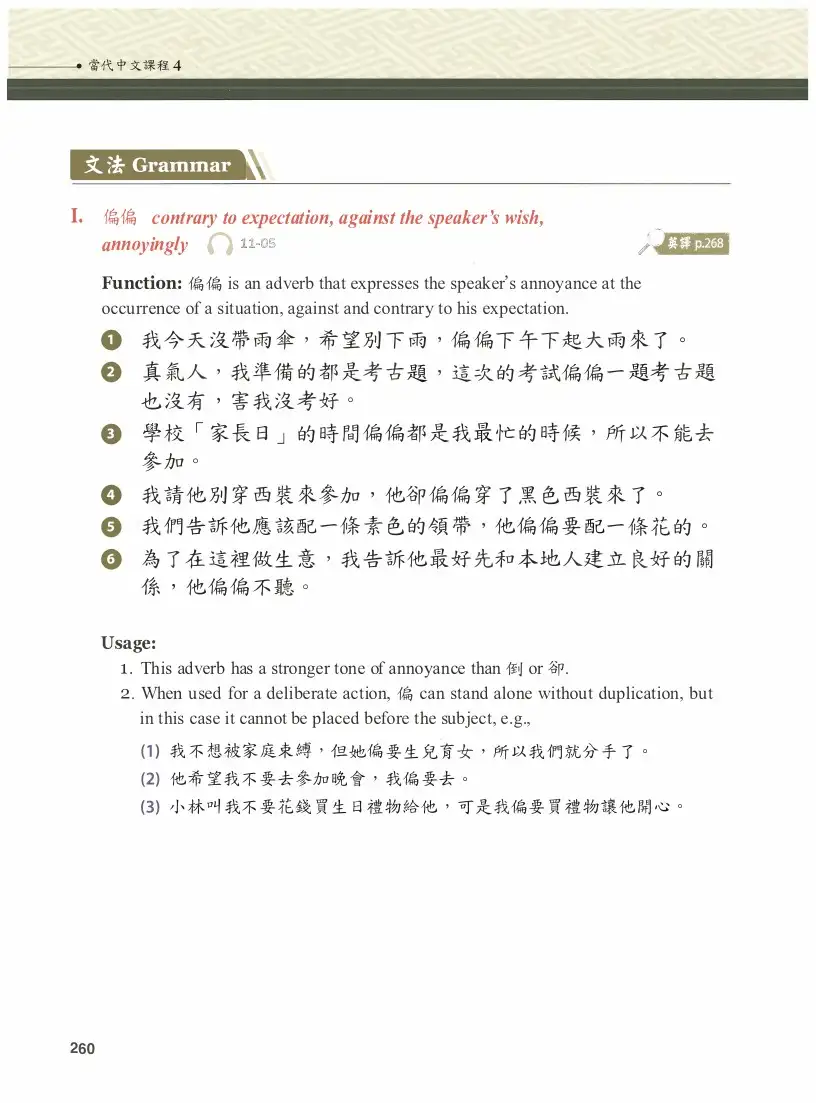 • 當代中文課程 4
文法 Grammar
I. 偏偏 contrary to expectation, against the speaker's wish,
annoyingly 11-05
英譯 p.268
Function: 偏偏 is an adverb that expresses the speaker's annoyance at the
occurrence of a situation, against and contrary to his expectation.
1 我今天沒帶雨傘，希望別下雨，偏偏下午下起大雨來了。
2 真氣人，我準備的都是考古題，這次的考試偏偏一題考古題
也沒有，害我沒考好。
3 學校「家長日」的時間偏偏都是我最忙的時候，所以不能去
參加。
4 我請他別穿西裝來參加，他卻偏偏穿了黑色西裝來了。
5 我們告訴他應該配一條素色的領帶，他偏偏要配一條花的。
6 為了在這裡做生意，我告訴他最好先和本地人建立良好的關
係，他偏偏不聽。
Usage:
1. This adverb has a stronger tone of annoyance than 倒 or 卻.
2. When used for a deliberate action, 偏 can stand alone without duplication, but
in this case it cannot be placed before the subject, e.g.,
(1) 我不想被家庭束縛，但她偏要生兒育女，所以我們就分手了。
(2) 他希望我不要去參加晚會，我偏要去。
(3) 小林叫我不要花錢買生日禮物給他，可是我偏要買禮物讓他開心。
260